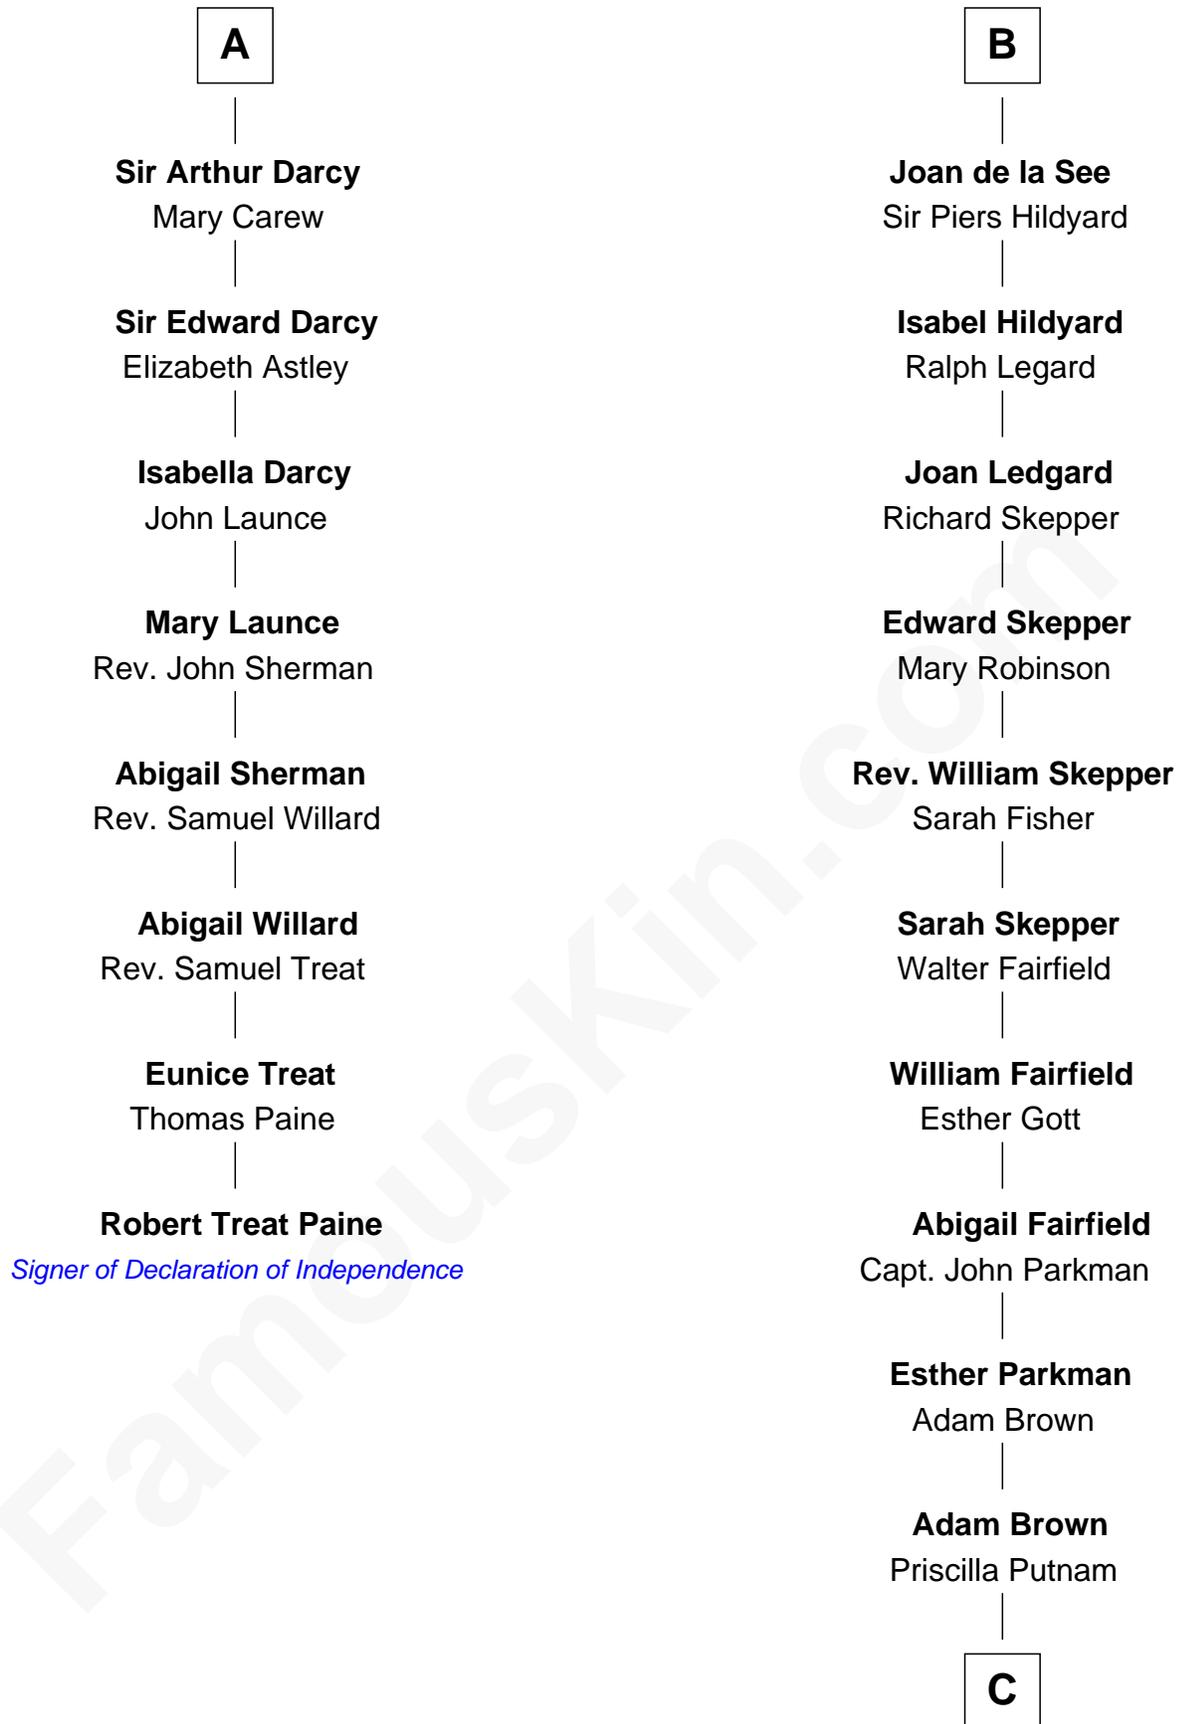 A
Sir Arthur Darcy
Mary Carew
Sir Edward Darcy
Elizabeth Astley
Isabella Darcy
John Launce
Mary Launce
Rev. John Sherman
Abigail Sherman
Rev. Samuel Willard
Abigail Willard
Rev. Samuel Treat
Eunice Treat
Thomas Paine
Robert Treat Paine
Signer of Declaration of Independence
B
Joan de la See
Sir Piers Hildyard
Isabel Hildyard
Ralph Legard
Joan Ledgard
Richard Skepper
Edward Skepper
Mary Robinson
Rev. William Skepper
Sarah Fisher
Sarah Skepper
Walter Fairfield
William Fairfield
Esther Gott
Abigail Fairfield
Capt. John Parkman
Esther Parkman
Adam Brown
Adam Brown
Priscilla Putnam
C
FamousKin.com